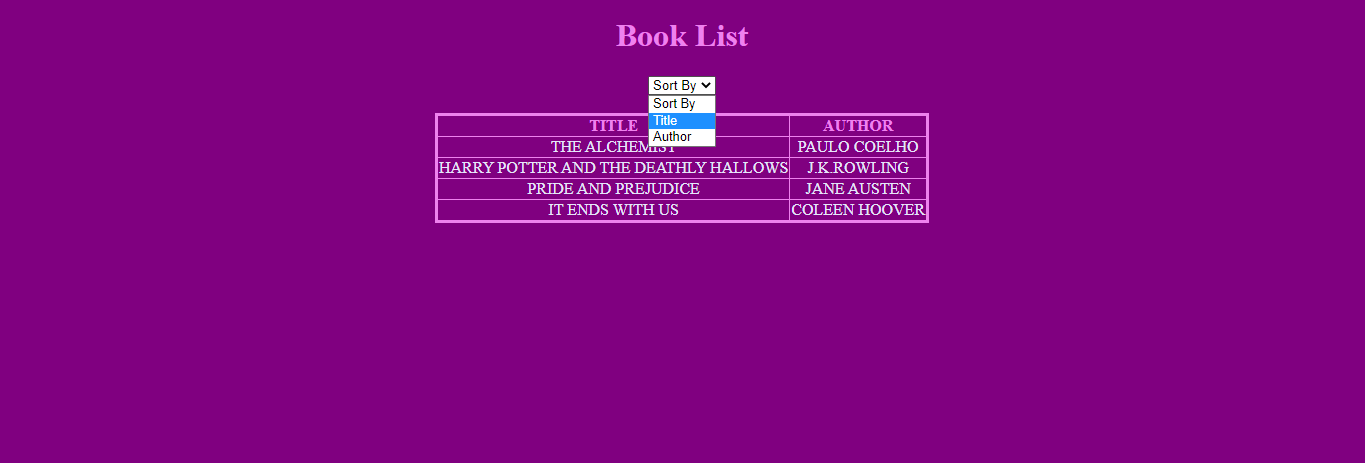 Book List
Sort By
Sort By
Title
Author
TITLE AUTHOR
THE ALCHEMIST PAULO COELHO
HARRY POTTER AND THE DEATHLY HALLOWS J.K.ROWLING
PRIDE AND PREJUDICE JANE AUSTEN
IT ENDS WITH US COLEEN HOOVER